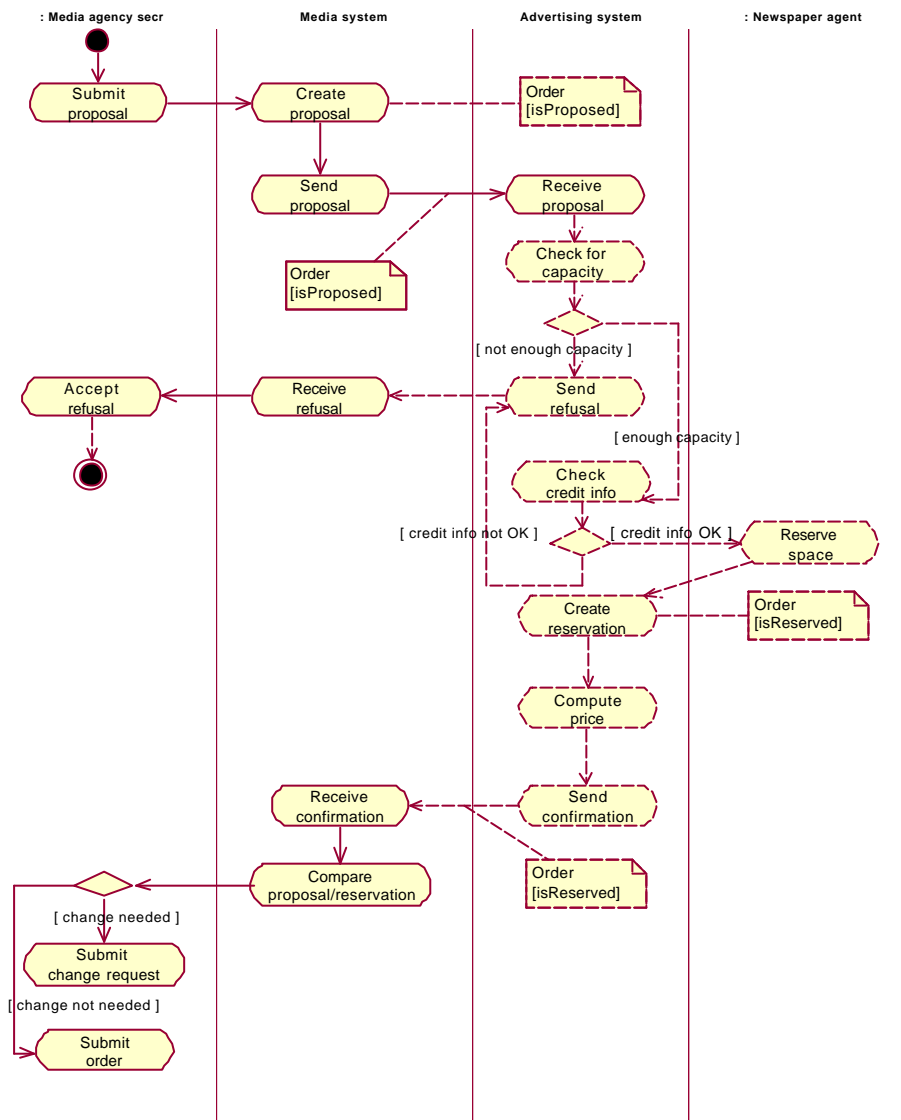 : Media agency secr
Media system
Advertising system
: Newspaper agent
Submit
proposal
Create
proposal
Order
[isProposed]
Send
proposal
Receive
proposal
Check for
capacity
Order
[isProposed]
[ not enough capacity ]
Accept
refusal
Receive
refusal
Send
refusal
[ enough capacity ]
Check
credit info
[ credit info not OK ]
[ credit info OK ]
Reserve
space
Create
reservation
Order
[isReserved]
Compute
price
Receive
confirmation
Send
confirmation
Compare
proposal/reservation
Order
[isReserved]
[ change needed ]
Submit
change request
[ change not needed ]
Submit
order